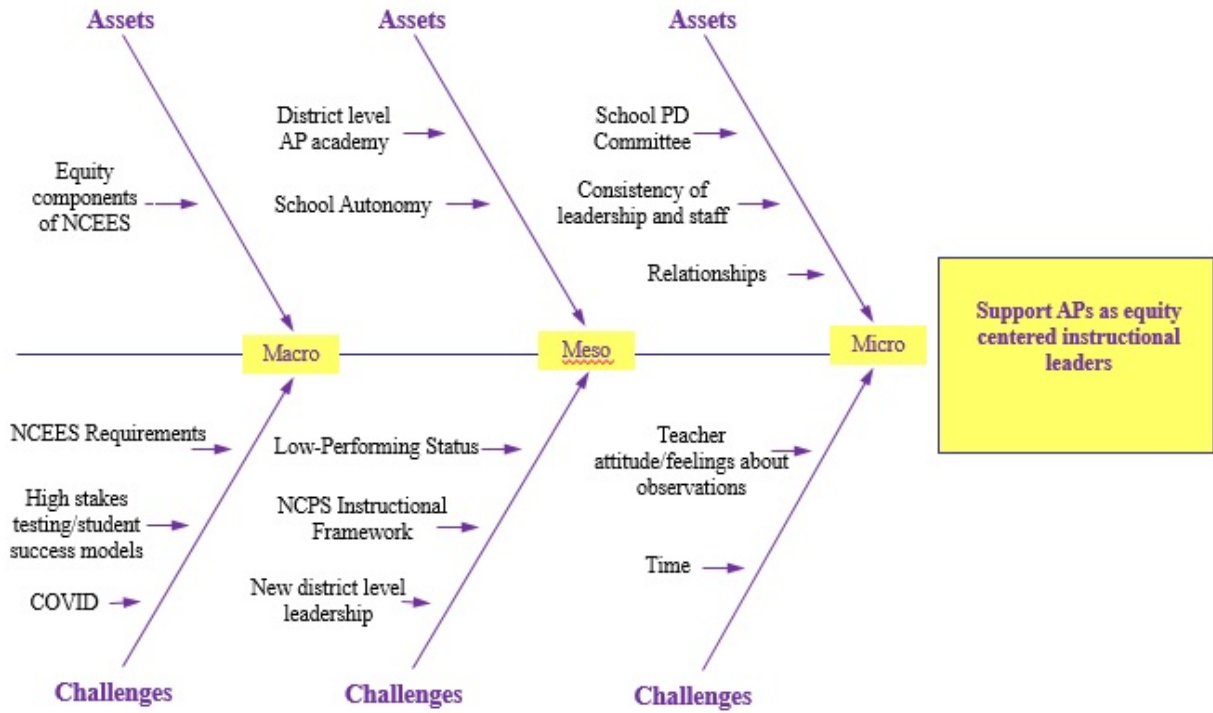 Assets
Assets
Assets
District level
AP academy
School PD
Committee
Equity
components
of NCEES
School Autonomy
Consistency of
leadership and staff
Relationships
Support APs as equity
centered instructional
leaders
Macro
Meso
Micro
NCEES Requirements
High stakes
testing/student
success models
COVID
Low-Performing Status
NCPS Instructional
Framework
New district level
leadership
Teacher
attitude/feelings about
observations
Time
Challenges
Challenges
Challenges